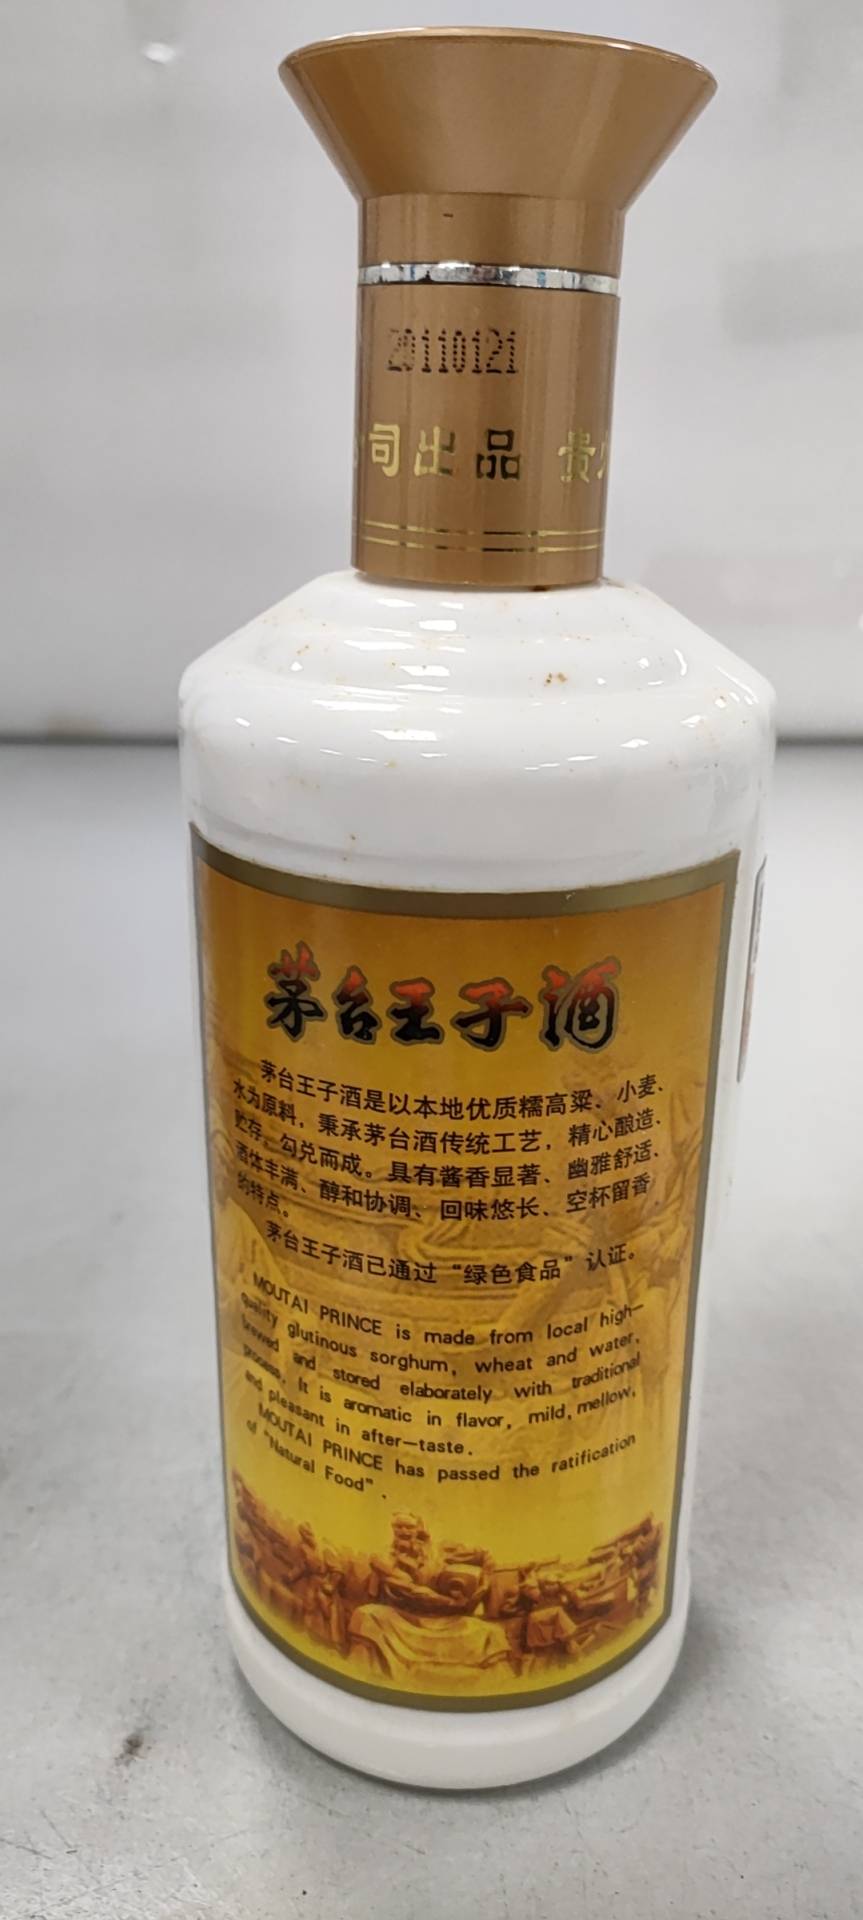 20110121
司出品 贵
茅台王子酒
茅台王子酒是以本地优质糯高粱、小麦、
水为原料，秉承茅台酒传统工艺，精心酿造、
贮存，勾兑而成。具有酱香显著、幽雅舒适、
酒体丰满、醇和协调、回味悠长、空杯留香
的特点。
茅台王子酒已通过“绿色食品”认证。
MOUTAI PRINCE is made from local high-
quality glutinous sorghum, wheat and water,
brewed and stored elaborately with traditional
process. It is aromatic in flavor, mild, mellow,
and pleasant in after-taste.
MOUTAI PRINCE has passed the ratification
of "Natural Food".